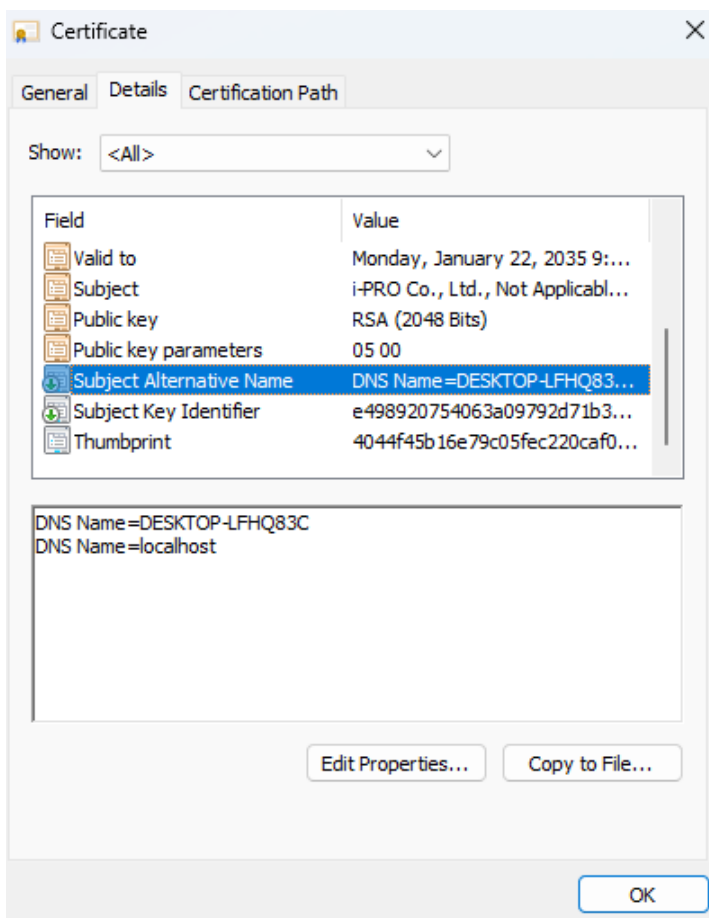 Certificate
General Details Certification Path
Show: <All>
Field Value
Valid to Monday, January 22, 2035 9:...
Subject i-PRO Co., Ltd., Not Applicabl...
Public key RSA (2048 Bits)
Public key parameters 05 00
Subject Alternative Name DNS Name=DESKTOP-LFHQ83...
Subject Key Identifier e498920754063a09792d71b3...
Thumbprint 4044f45b16e79c05fec220caf0...
DNS Name=DESKTOP-LFHQ83C
DNS Name=localhost
Edit Properties... Copy to File...
OK